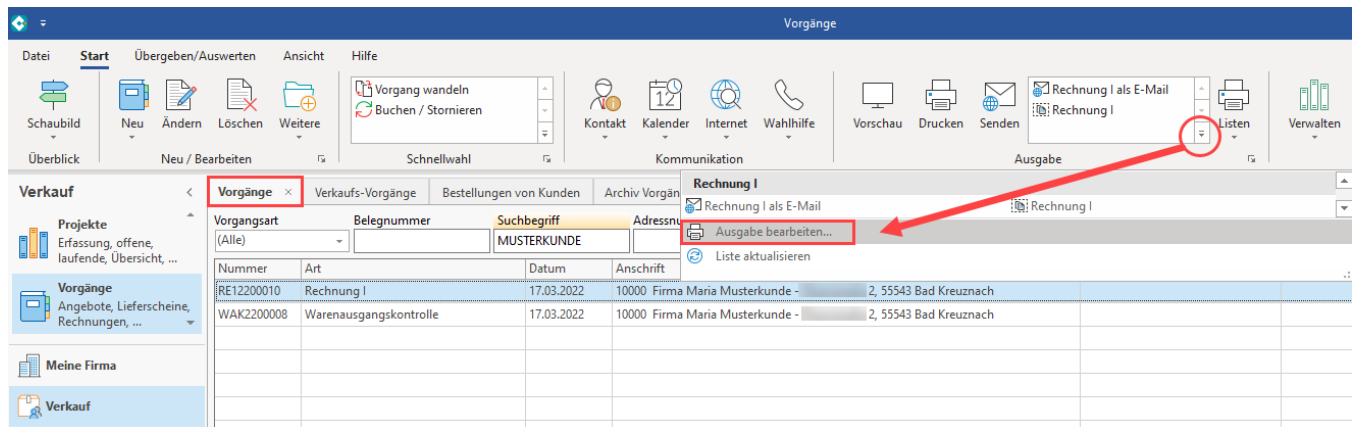 Vorgänge
Datei Start Übergeben/Auswerten Ansicht Hilfe
Schaubild
Neu Ändern Löschen Weitere
Vorgang wandeln
Buchen / Stornieren
Kontakt Kalender Internet Wahlhilfe
12
Vorschau Drucken Senden
Rechnung I als E-Mail
Rechnung I
Listen
Verwalten
Überblick Neu / Bearbeiten Schnellwahl Kommunikation Ausgabe
Verkauf
Projekte
Erfassung, offene,
laufende, Übersicht, ...
Vorgänge
Angebote, Lieferscheine,
Rechnungen, ...
Meine Firma
Verkauf
Vorgänge Verkaufs-Vorgänge Bestellungen von Kunden Archiv Vorgän
Vorgangsart Belegnummer Suchbegriff Adressnu
(Alle) MUSTERKUNDE
Nummer Art Datum Anschrift
RE12200010 Rechnung I 17.03.2022 10000 Firma Maria Musterkunde - 2, 55543 Bad Kreuznach
WAK2200008 Warenausgangskontrolle 17.03.2022 10000 Firma Maria Musterkunde - 2, 55543 Bad Kreuznach
Rechnung I
Rechnung I als E-Mail Rechnung I
Ausgabe bearbeiten...
Liste aktualisieren